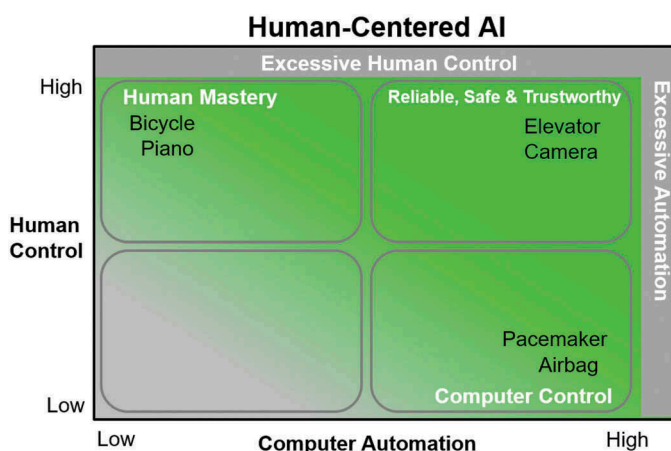 Human-Centered AI
Excessive Human Control
High
Human Mastery
Bicycle
Piano
Reliable, Safe & Trustworthy
Elevator
Camera
Excessive Automation
Human
Control
Pacemaker
Airbag
Computer Control
Low
Low
Computer Automation
High